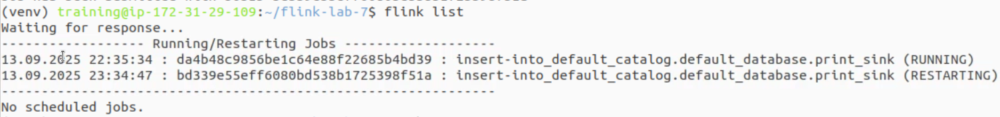 (venv) training@ip-172-31-29-109:~/flink-lab-7$ flink list
Waiting for response...
------------------ Running/Restarting Jobs -------------------
13.09.2025 22:35:34 : da4b48c9856be1c64e88f22685b4bd39 : insert-into_default_catalog.default_database.print_sink (RUNNING)
13.09.2025 23:34:47 : bd339e55eff6080bd538b1725398f51a : insert-into_default_catalog.default_database.print_sink (RESTARTING)
--------------------------------------------------------------
No scheduled jobs.